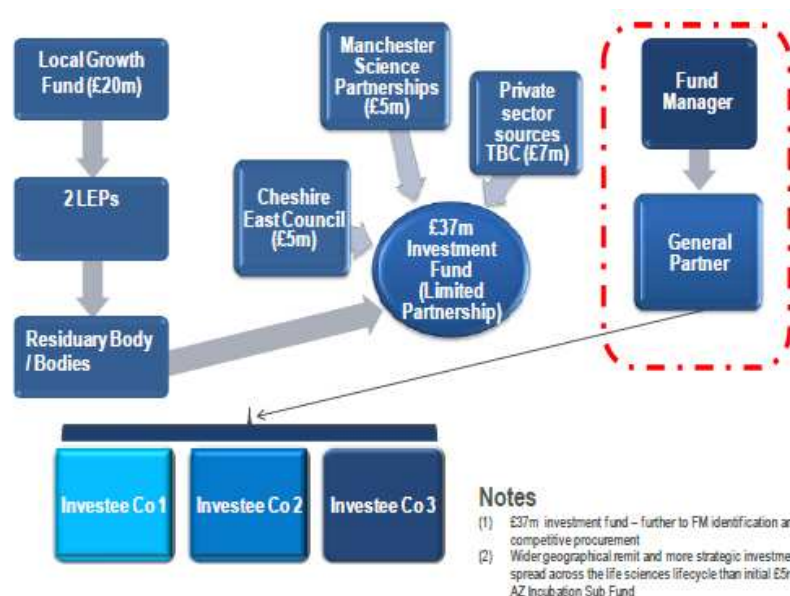 Local Growth
Fund (£20m)
2 LEPs
Residuary Body
/ Bodies
Cheshire
East Council
(£5m)
Manchester
Science
Partnerships
(£5m)
Private
sector
sources
TBC (£7m)
£37m
Investment
Fund
(Limited
Partnership)
Fund
Manager
General
Partner
Investee Co 1
Investee Co 2
Investee Co 3
Notes
(1) £37m investment fund – further to FM identification
competitive procurement
(2) Wider geographical remit and more strategic
spread across the life sciences lifecycle than initial
AZ Incubation Sub Fund